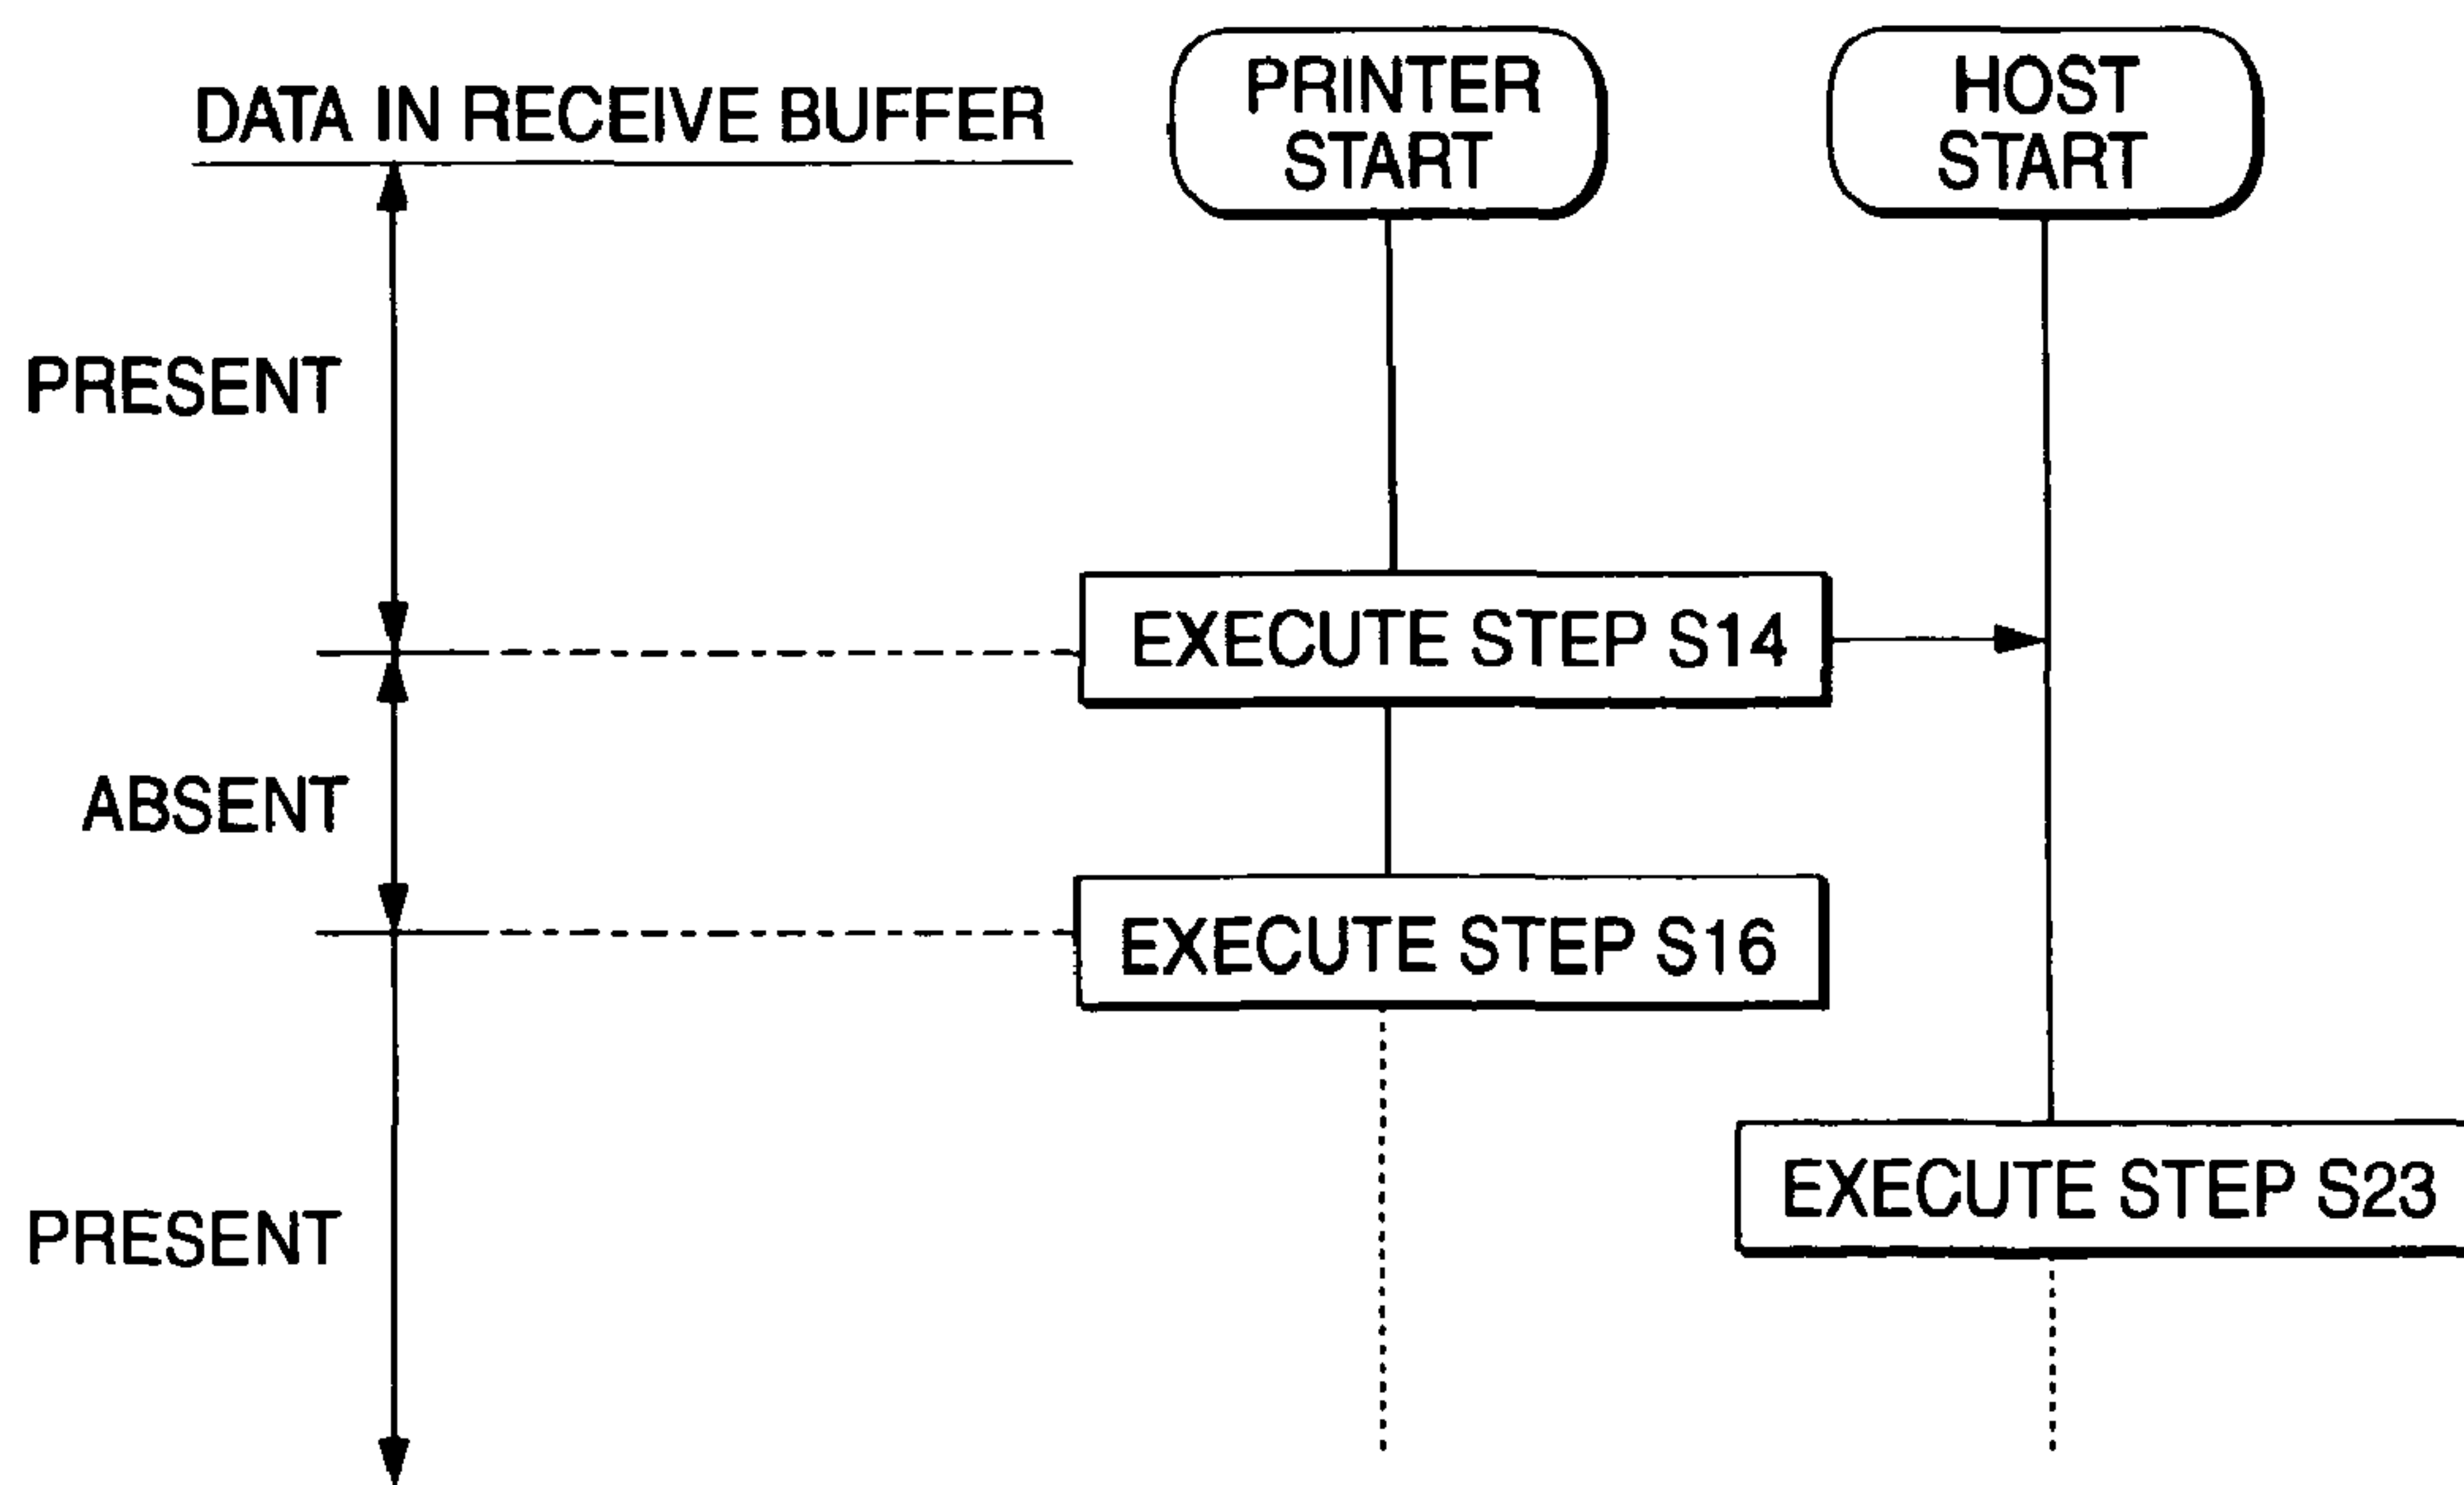 DATA IN RECEIVE BUFFER
PRINTER
START
HOST
START
PRESENT
EXECUTE STEP S14
ABSENT
EXECUTE STEP S16
EXECUTE STEP S23
PRESENT